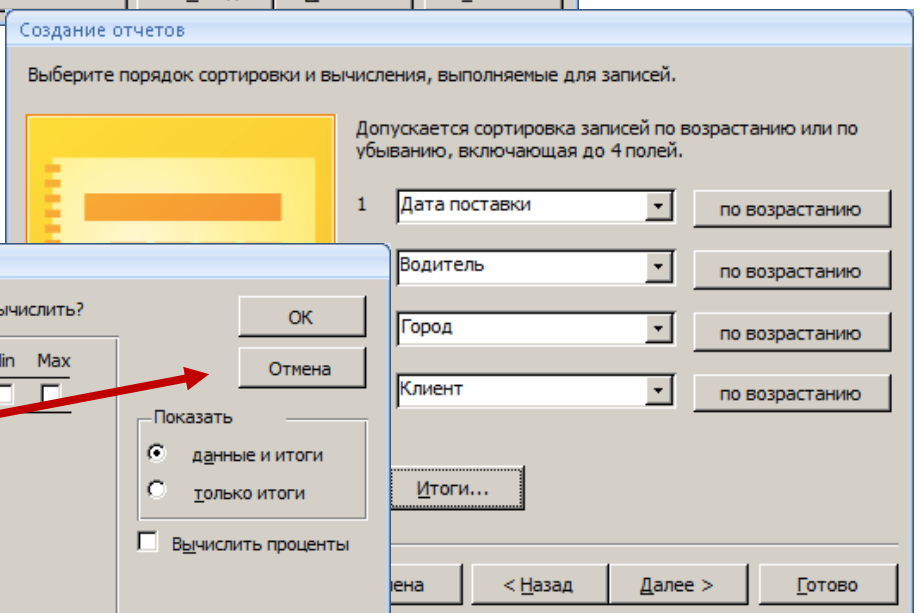 Создание отчетов
Выберите порядок сортировки и вычисления, выполняемые для записей.
Допускается сортировка записей по возрастанию или по
убыванию, включающая до 4 полей.
1 Дата поставки по возрастанию
Водитель по возрастанию
Город по возрастанию
Клиент по возрастанию
Итоги...
< Назад Далее > Готово
OK
Отмена
Max
Показать
данные и итоги
только итоги
Вычислить проценты